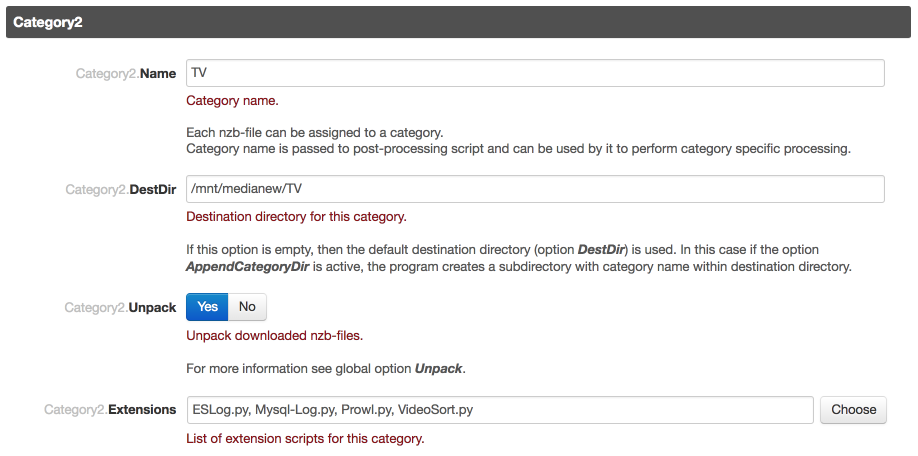 Category2
Category2.Name
TV
Category name.
Each nzb-file can be assigned to a category.
Category name is passed to post-processing script and can be used by it to perform category specific processing.
Category2.DestDir
/mnt/medianew/TV
Destination directory for this category.
If this option is empty, then the default destination directory (option DestDir) is used. In this case if the option
AppendCategoryDir is active, the program creates a subdirectory with category name within destination directory.
Category2.Unpack
Yes No
Unpack downloaded nzb-files.
For more information see global option Unpack.
Category2.Extensions
ESLog.py, Mysql-Log.py, Prowl.py, VideoSort.py
Choose
List of extension scripts for this category.